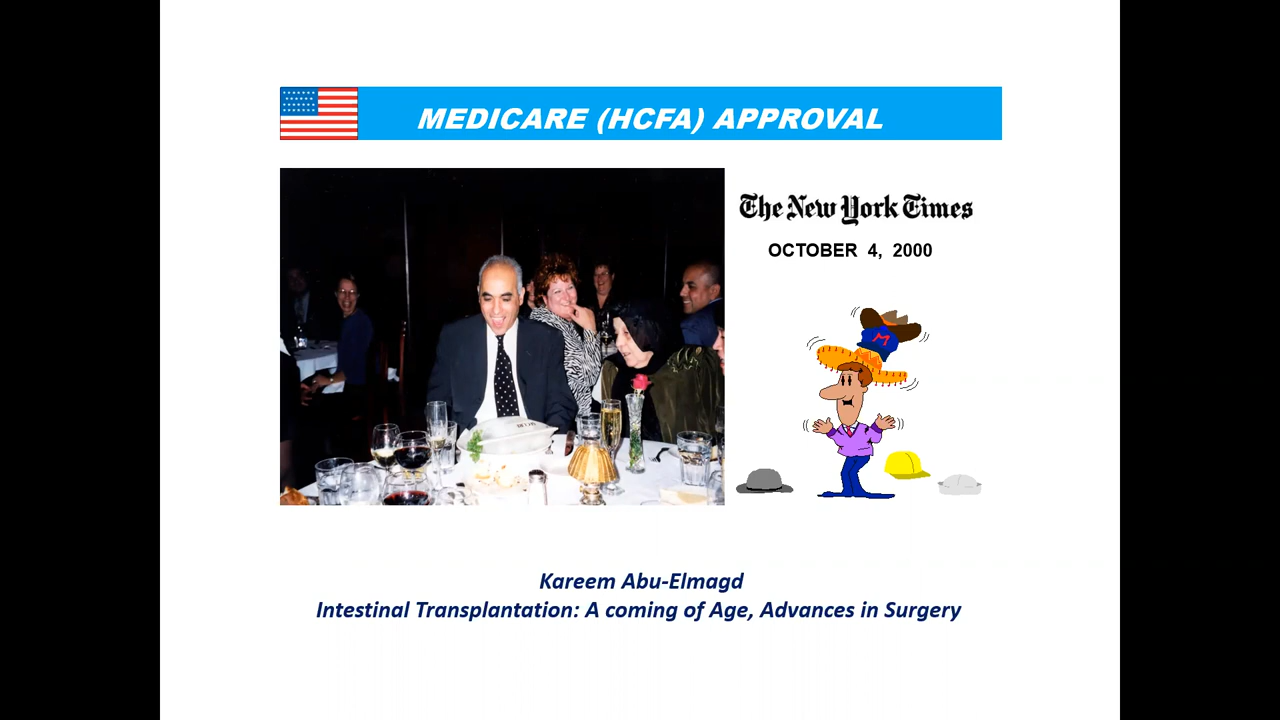 MEDICARE (HCFA) APPROVAL
The New York Times
OCTOBER 4, 2000
M
Kareem Abu-Elmagd
Intestinal Transplantation: A coming of Age, Advances in Surgery